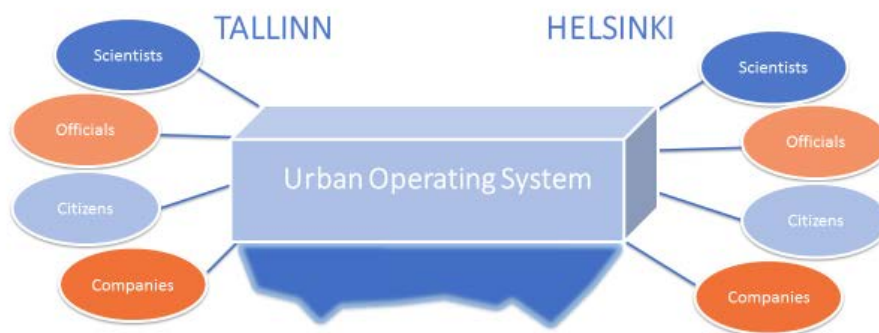 TALLINN
HELSINKI
Scientists
Officials
Citizens
Companies
Urban Operating System
Scientists
Officials
Citizens
Companies